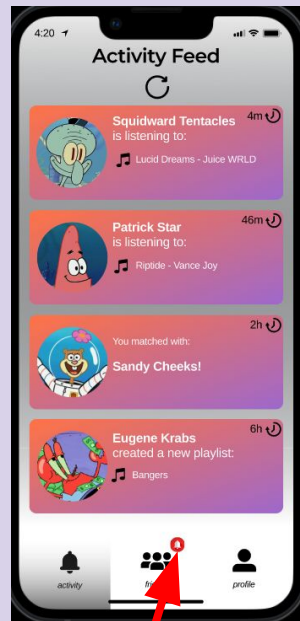 4:20
Activity Feed
4m
Squidward Tentacles
is listening to:
Lucid Dreams - Juice WRLD
46m
Patrick Star
is listening to:
Riptide - Vance Joy
2h
You matched with:
Sandy Cheeks!
6h
Eugene Krabs
created a new playlist:
Bangers
activity
profile